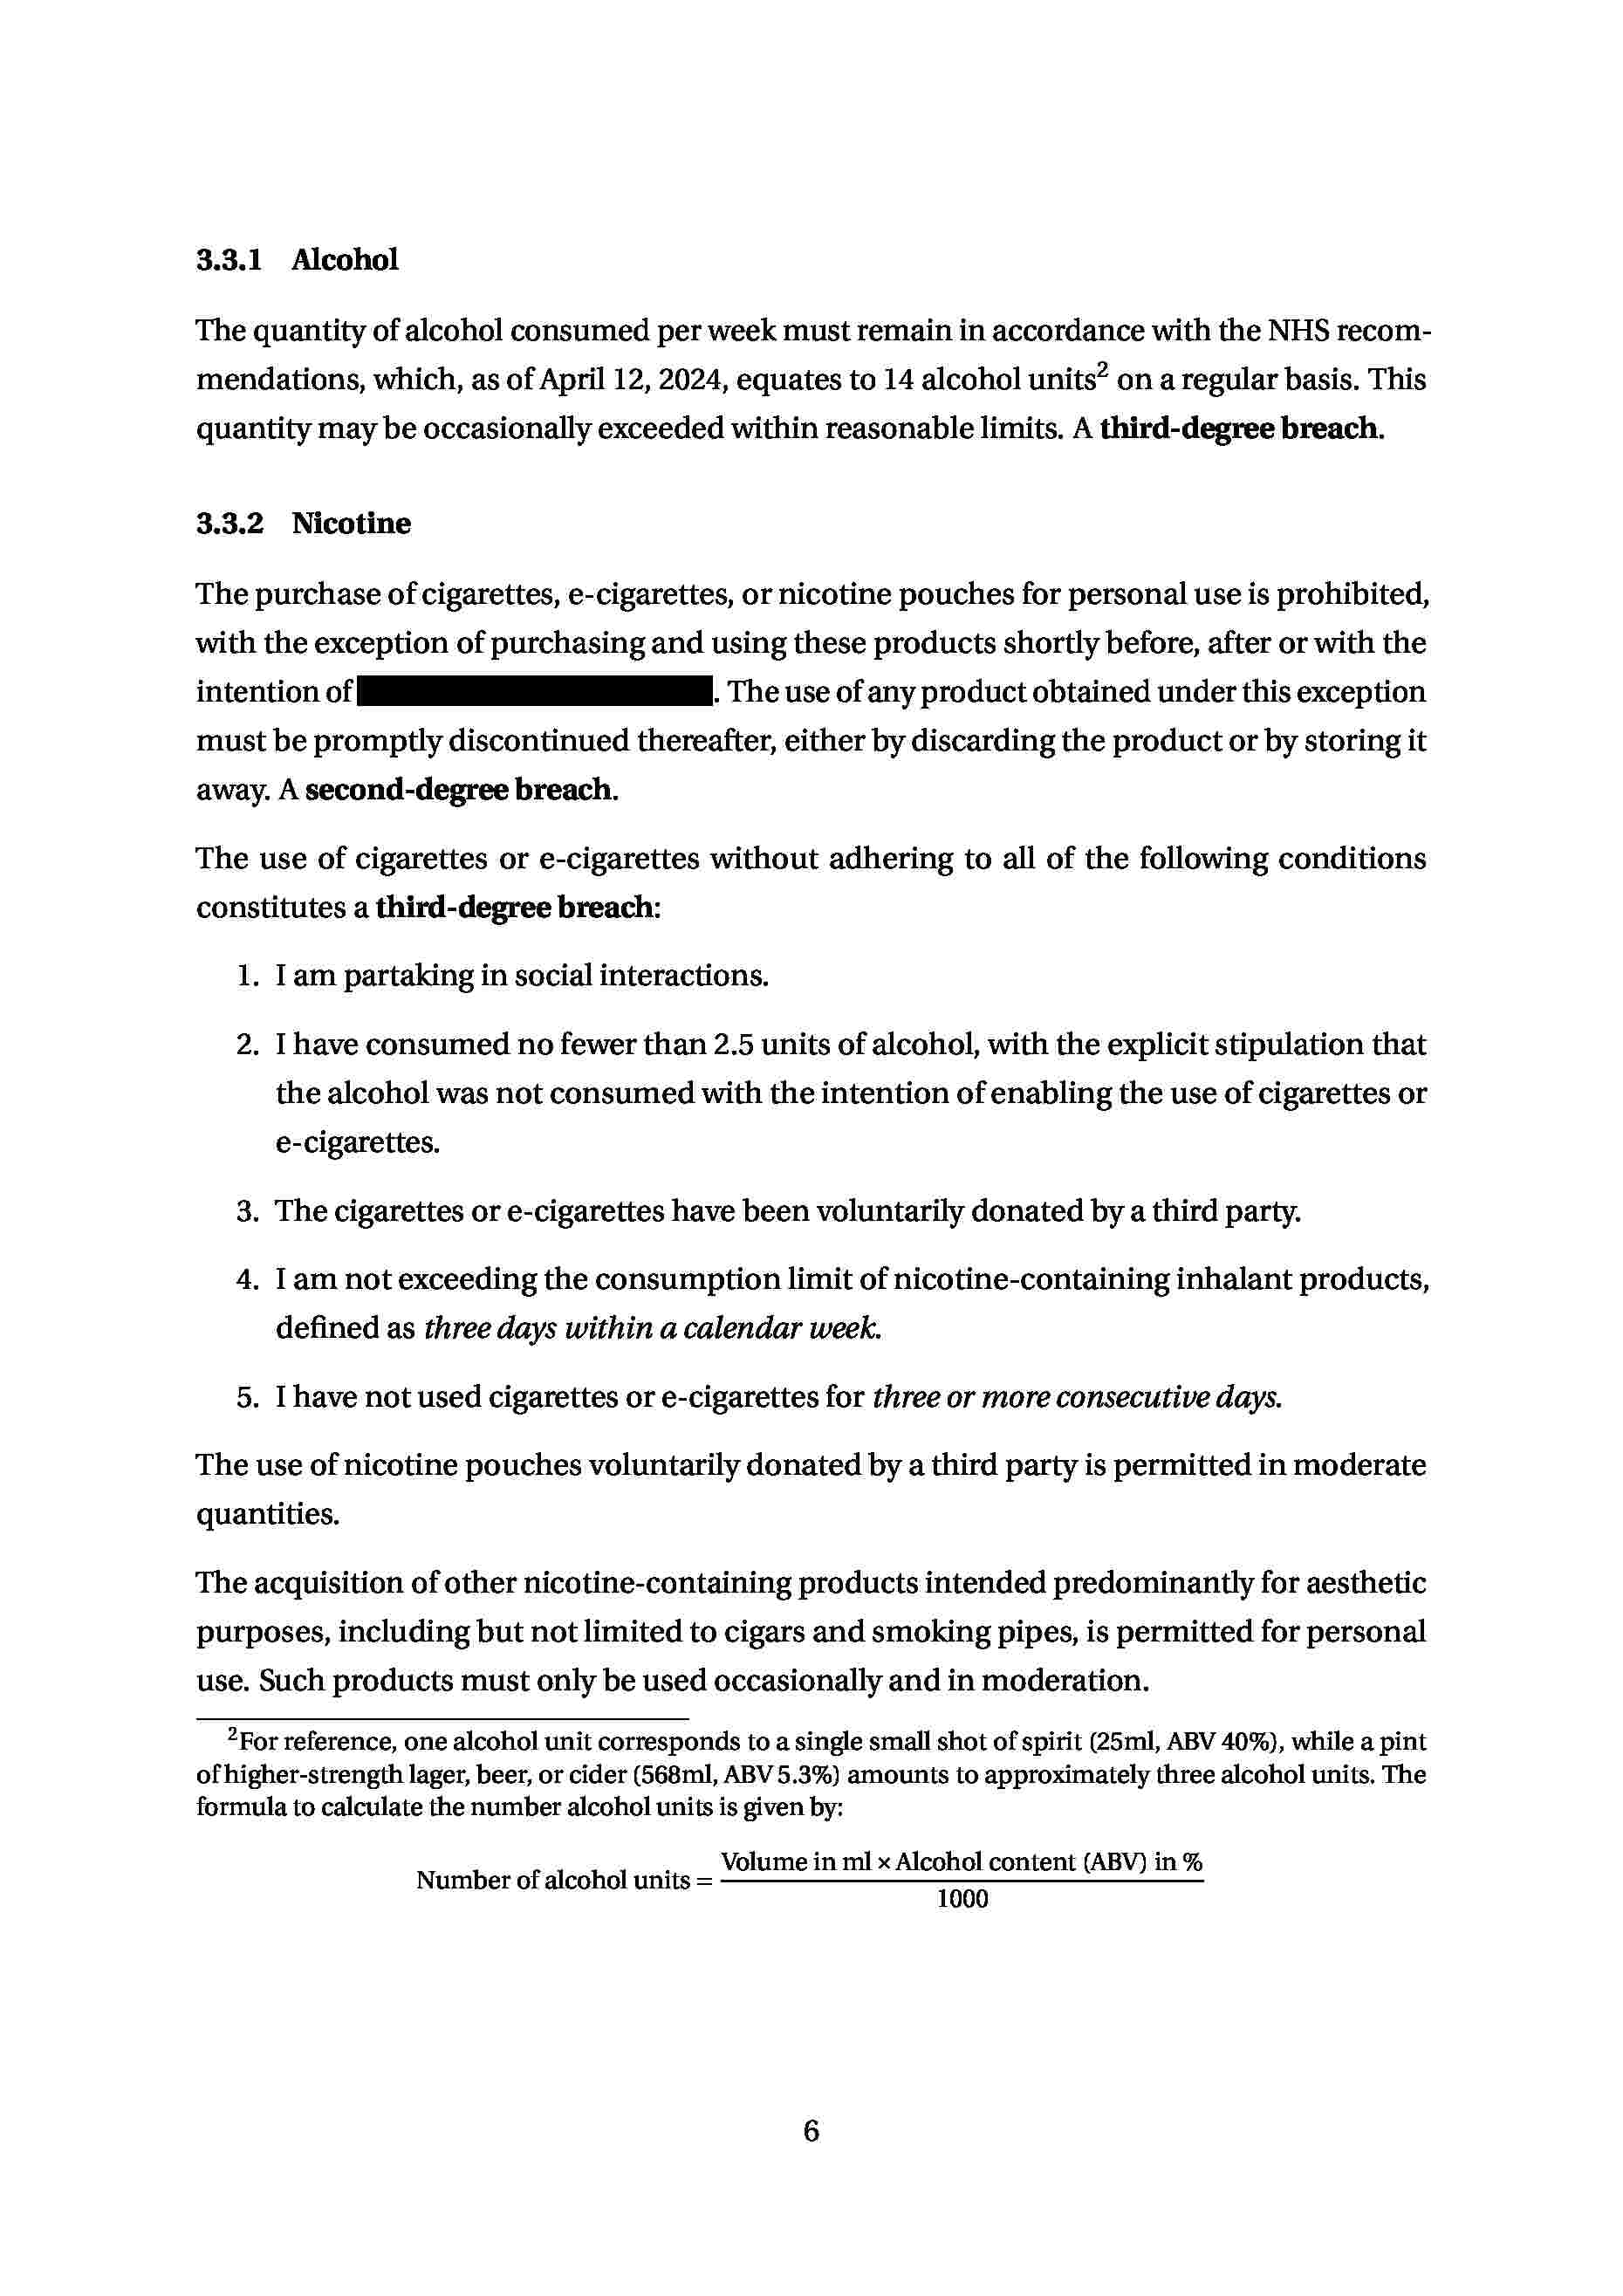 3.3.1 Alcohol
The quantity of alcohol consumed per week must remain in accordance with the NHS recom-
mendations, which, as of April 12, 2024, equates to 14 alcohol units² on a regular basis. This
quantity may be occasionally exceeded within reasonable limits. A third-degree breach.
3.3.2 Nicotine
The purchase of cigarettes, e-cigarettes, or nicotine pouches for personal use is prohibited,
with the exception of purchasing and using these products shortly before, after or with the
intention of . The use of any product obtained under this exception
must be promptly discontinued thereafter, either by discarding the product or by storing it
away. A second-degree breach.
The use of cigarettes or e-cigarettes without adhering to all of the following conditions
constitutes a third-degree breach:
1. I am partaking in social interactions.
2. I have consumed no fewer than 2.5 units of alcohol, with the explicit stipulation that
the alcohol was not consumed with the intention of enabling the use of cigarettes or
e-cigarettes.
3. The cigarettes or e-cigarettes have been voluntarily donated by a third party.
4. I am not exceeding the consumption limit of nicotine-containing inhalant products,
defined as three days within a calendar week.
5. I have not used cigarettes or e-cigarettes for three or more consecutive days.
The use of nicotine pouches voluntarily donated by a third party is permitted in moderate
quantities.
The acquisition of other nicotine-containing products intended predominantly for aesthetic
purposes, including but not limited to cigars and smoking pipes, is permitted for personal
use. Such products must only be used occasionally and in moderation.
²For reference, one alcohol unit corresponds to a single small shot of spirit (25ml, ABV 40%), while a pint
of higher-strength lager, beer, or cider (568ml, ABV 5.3%) amounts to approximately three alcohol units. The
formula to calculate the number alcohol units is given by:
Number of alcohol units = Volume in ml × Alcohol content (ABV) in %
1000
6